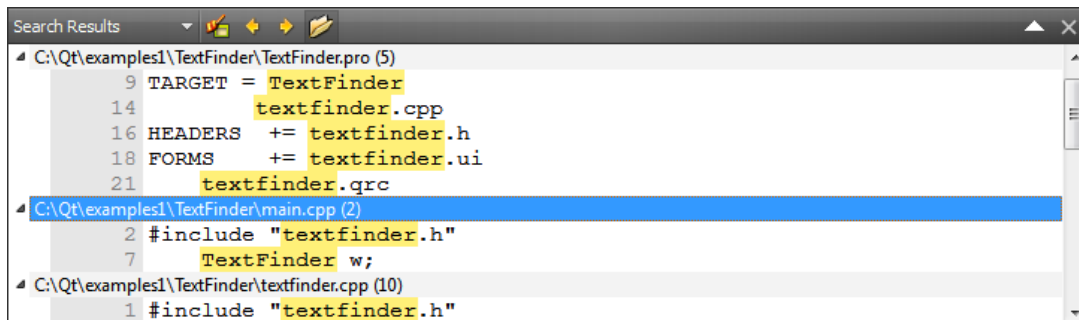 Search Results
C:\Qt\examples1\TextFinder\TextFinder.pro (5)
9 TARGET = TextFinder
14 textfinder.cpp
16 HEADERS += textfinder.h
18 FORMS += textfinder.ui
21 textfinder.qrc
C:\Qt\examples1\TextFinder\main.cpp (2)
2 #include "textfinder.h"
7 TextFinder w;
C:\Qt\examples1\TextFinder\textfinder.cpp (10)
1 #include "textfinder.h"